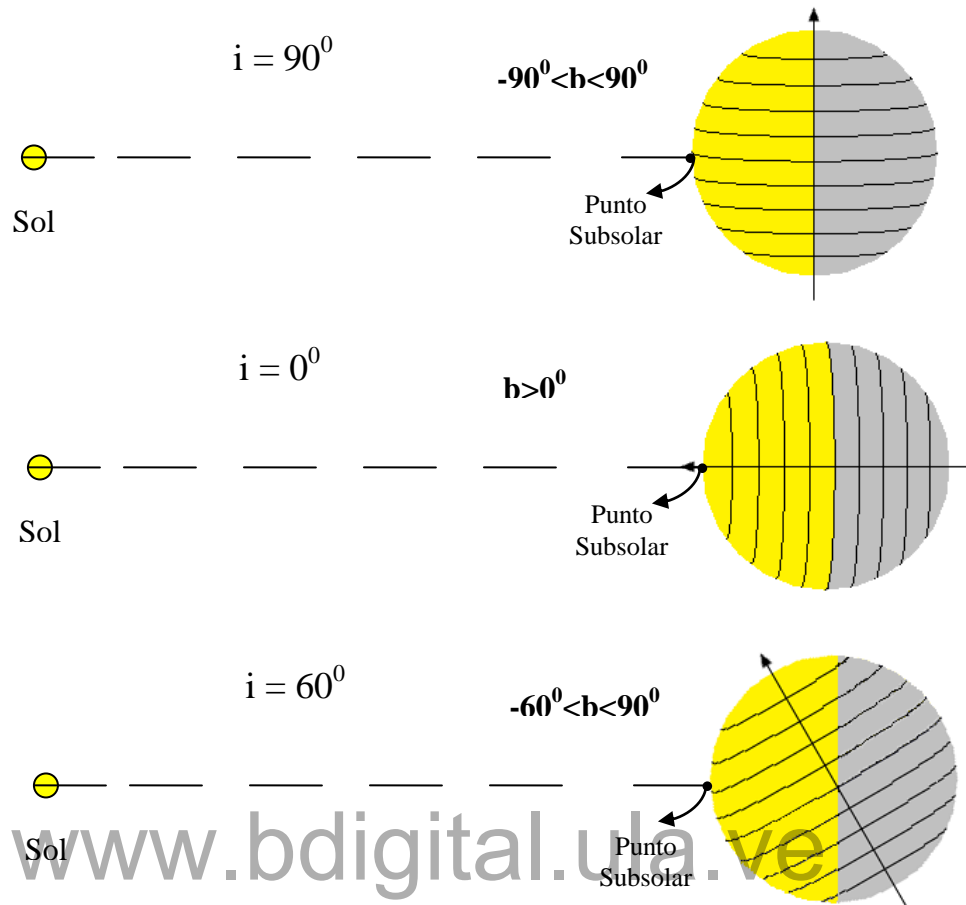 i = 90⁰
-90⁰<b<90⁰
Sol
Punto
Subsolar
i = 0⁰
b>0⁰
Sol
Punto
Subsolar
i = 60⁰
-60⁰<b<90⁰
Sol
Punto
Subsolar
www.bdigital.ula.ve